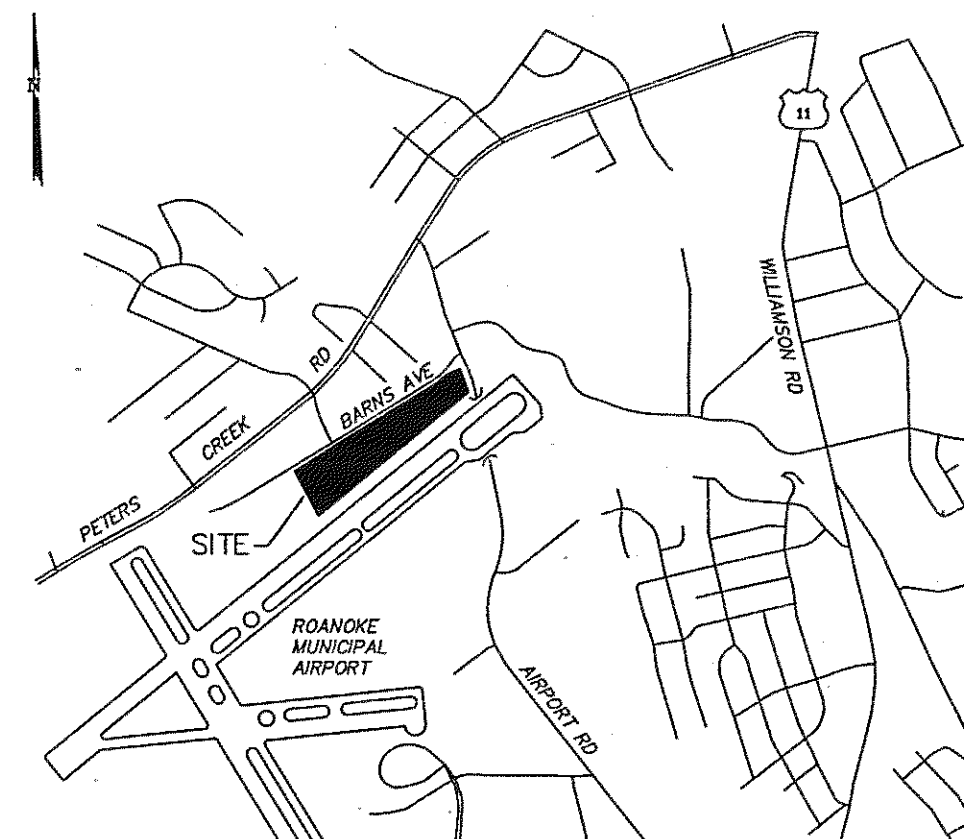 N
11
WILLIAMSON RD
BARNS AVE
PETERS CREEK RD
SITE
ROANOKE
MUNICIPAL
AIRPORT
AIRPORT RD